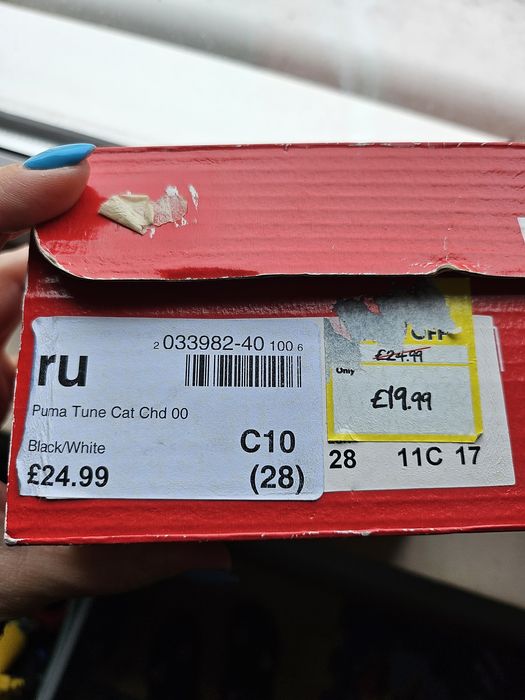 ru
2 033982-40 100 6
Puma Tune Cat Chd 00
Black/White
£24.99
C10
(28)
OFF
£24.99
Only
£19.99
28 11C 17